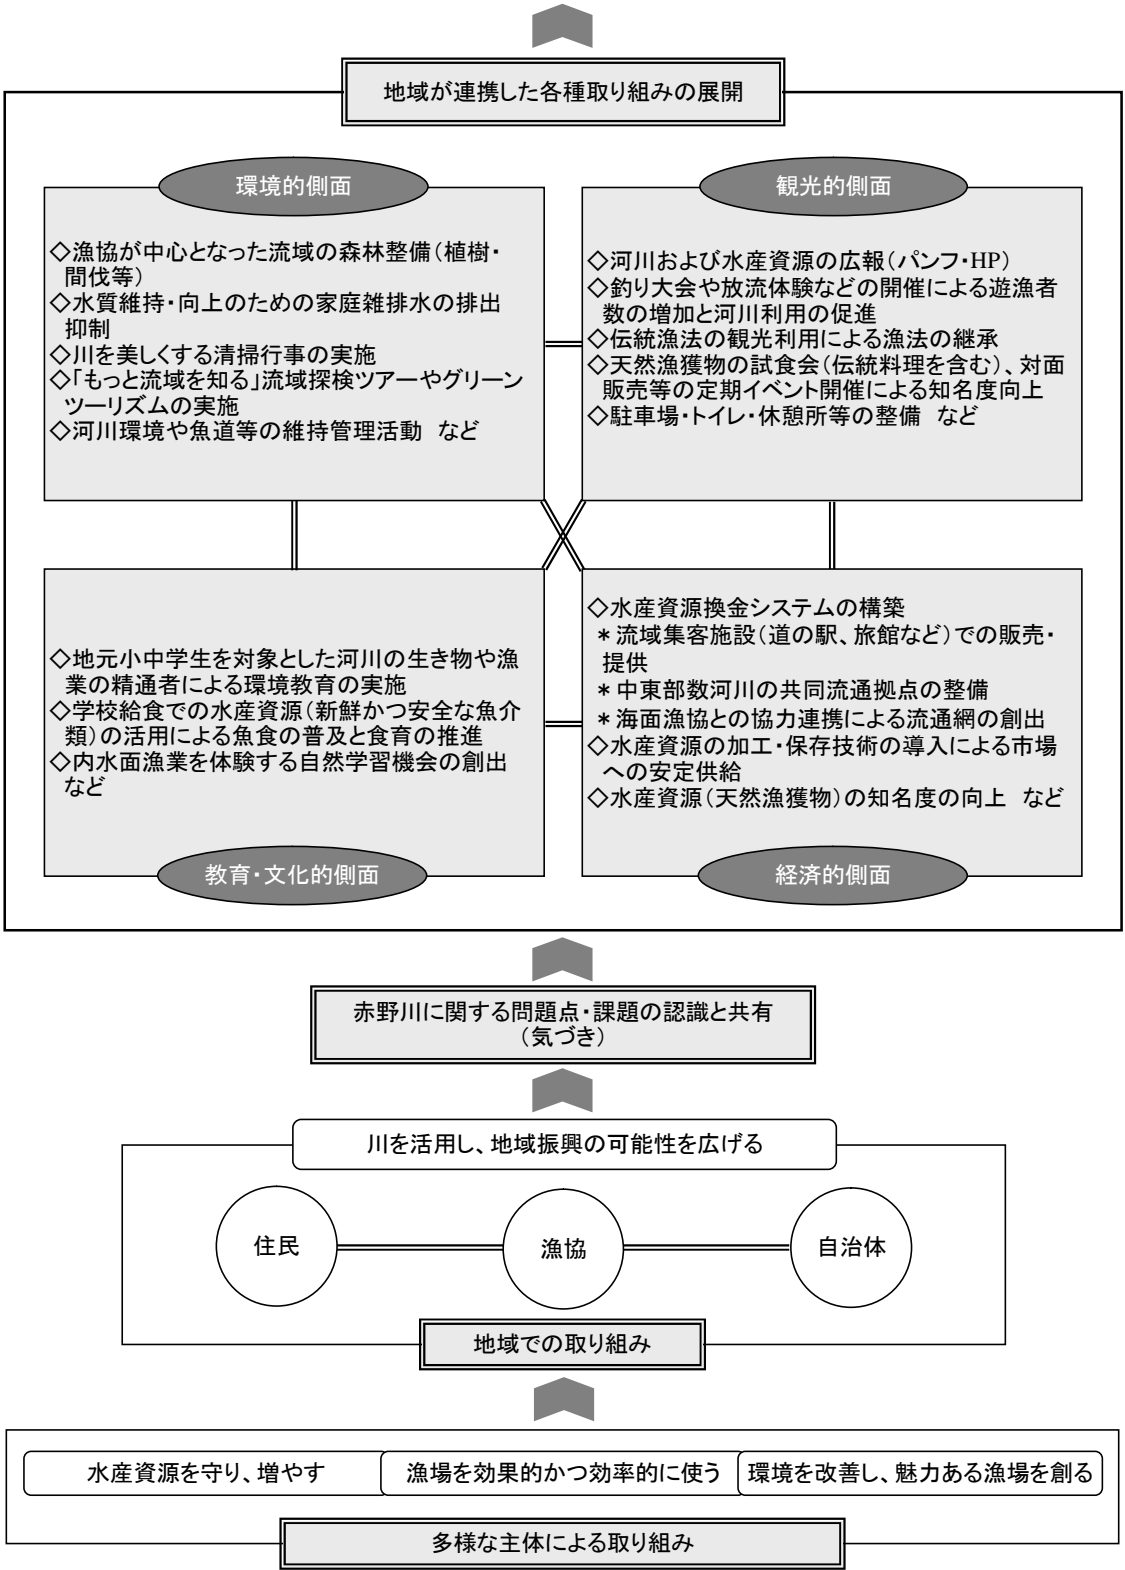 地域が連携した各種取り組みの展開
環境的側面
◇漁協が中心となった流域の森林整備（植樹・
間伐等）
◇水質維持・向上のための家庭雑排水の排出
抑制
◇川を美しくする清掃行事の実施
◇「もっと流域を知る」流域探検ツアーやグリーン
ツーリズムの実施
◇河川環境や魚道等の維持管理活動　など
観光的側面
◇河川および水産資源の広報（パンフ・HP）
◇釣り大会や放流体験などの開催による遊漁者
数の増加と河川利用の促進
◇伝統漁法の観光利用による漁法の継承
◇天然漁獲物の試食会（伝統料理を含む）、対面
販売等の定期イベント開催による知名度向上
◇駐車場・トイレ・休憩所等の整備　など
◇地元小中学生を対象とした河川の生き物や漁
業の精通者による環境教育の実施
◇学校給食での水産資源（新鮮かつ安全な魚介
類）の活用による魚食の普及と食育の推進
◇内水面漁業を体験する自然学習機会の創出
など
教育・文化的側面
◇水産資源換金システムの構築
＊流域集客施設（道の駅、旅館など）での販売・
提供
＊中東部数河川の共同流通拠点の整備
＊海面漁協との協力連携による流通網の創出
◇水産資源の加工・保存技術の導入による市場
への安定供給
◇水産資源（天然漁獲物）の知名度の向上　など
経済的側面
赤野川に関する問題点・課題の認識と共有
（気づき）
川を活用し、地域振興の可能性を広げる
住民
漁協
自治体
地域での取り組み
水産資源を守り、増やす
漁場を効果的かつ効率的に使う
環境を改善し、魅力ある漁場を創る
多様な主体による取り組み